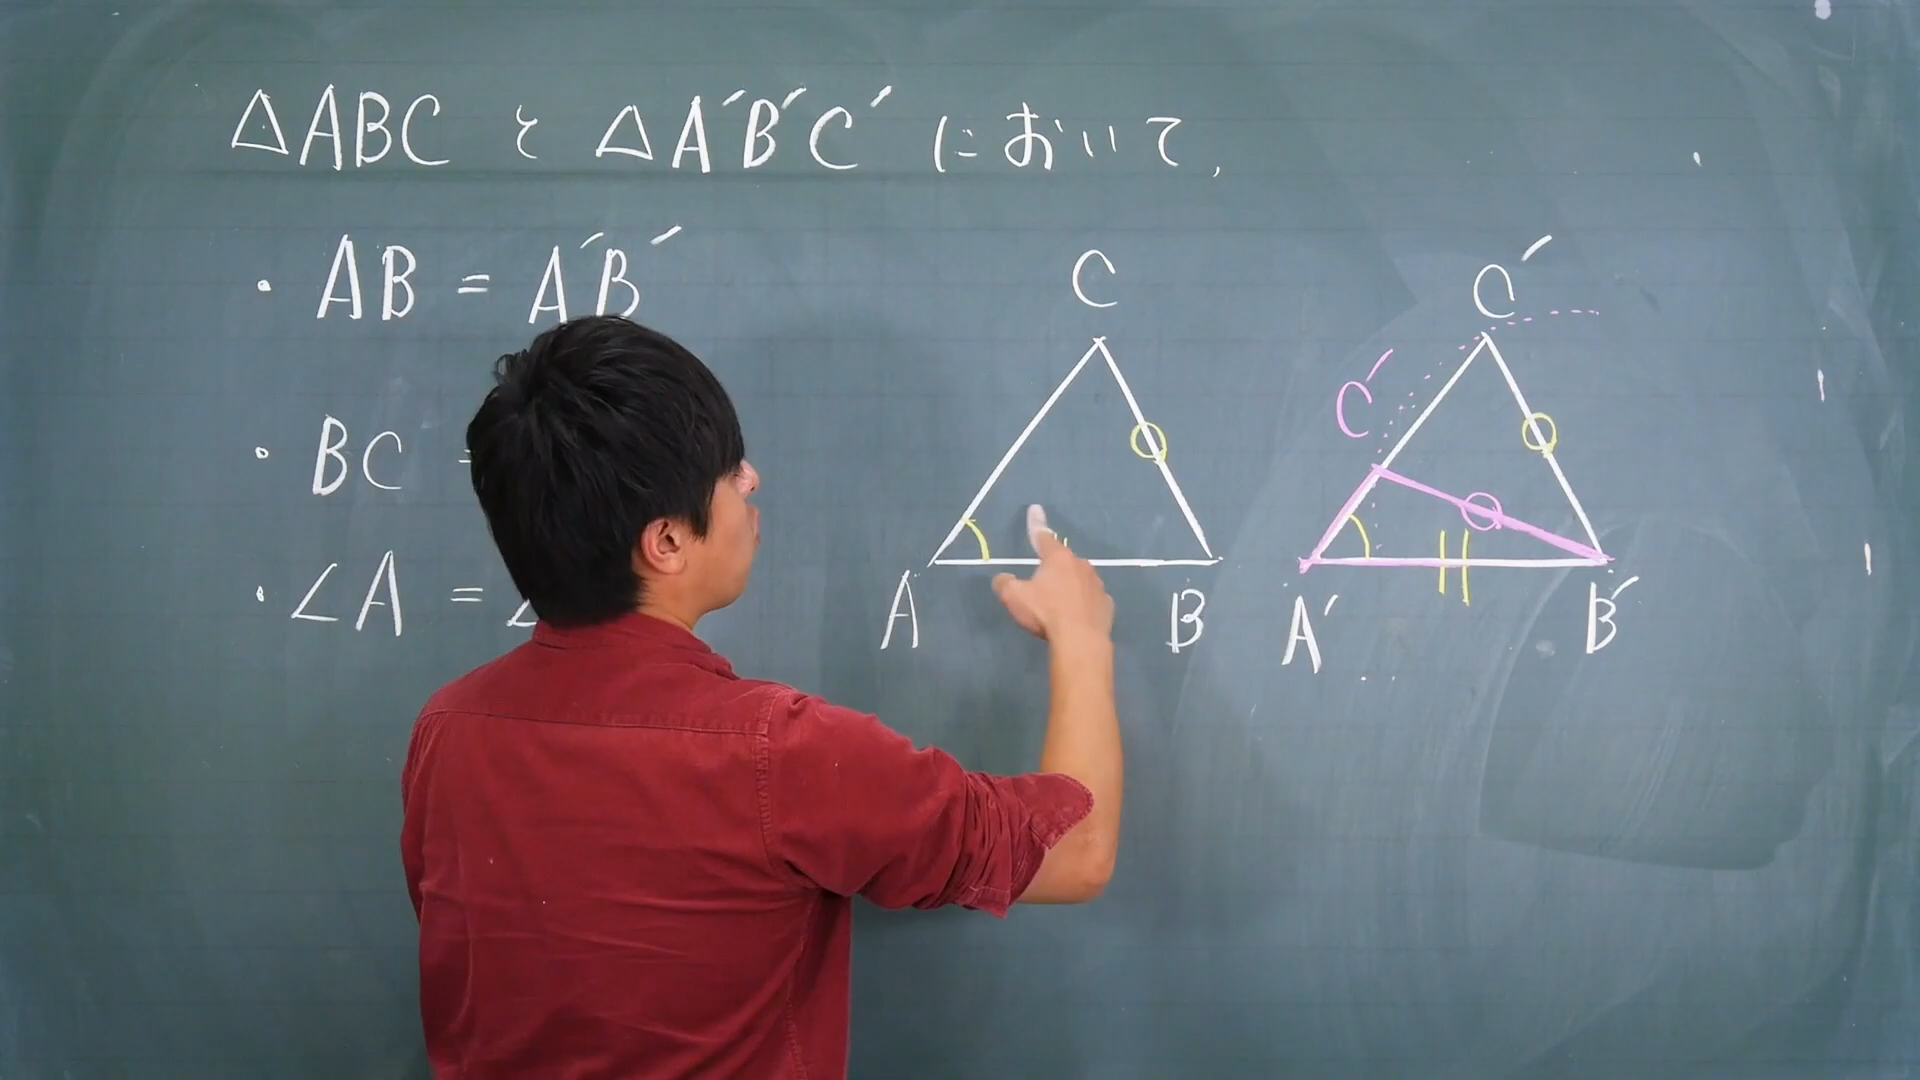 △ABC と △A'B'C' において,
・ AB = A'B'
・ BC =
・ ∠A = ∠
C
C'
C'
A
B
A'
B'